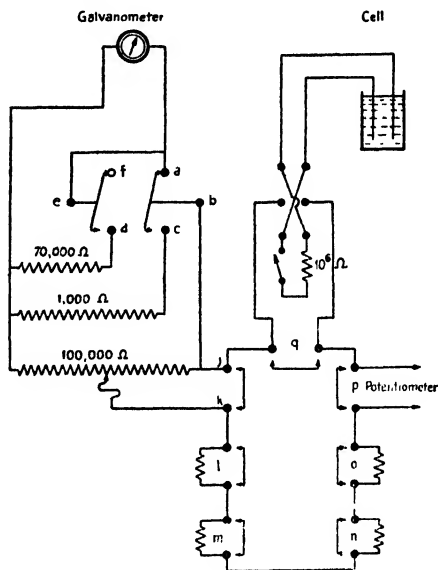 Galvanometer
Cell
f
a
e
b
d
c
70,000 Ω
10⁶ Ω
1,000 Ω
100,000 Ω
j
q
k
p Potentiometer
l
o
m
n